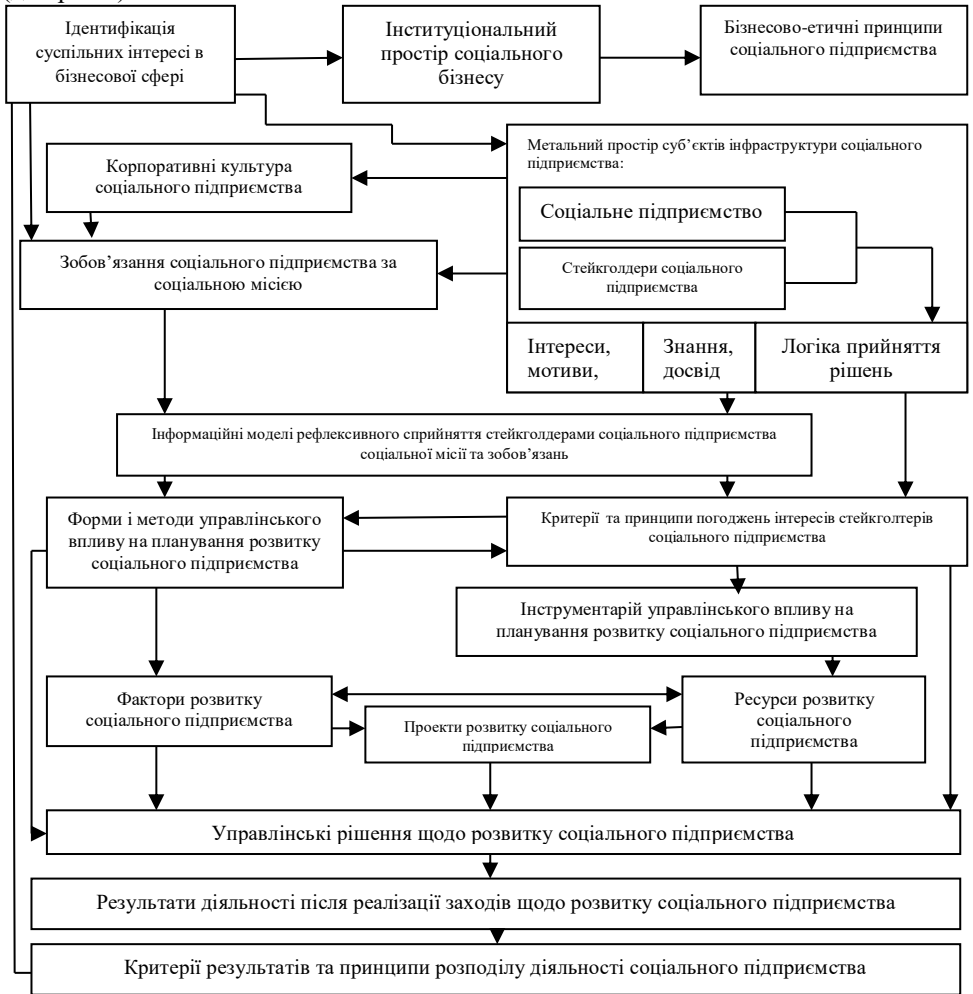 Ідентифікація
суспільних інтересі в
бізнесової сфері
Інституціональний
простір соціального
бізнесу
Бізнесово-етичні принципи
соціального підприємства
Метальний простір суб’єктів інфраструктури соціального
підприємства:
Корпоративні культура
соціального підприємства
Соціальне підприємство
Зобов’язання соціального підприємства за
соціальною місією
Стейкголдери соціального
підприємства
Інтереси,
мотиви,
Знання,
досвід
Логіка прийняття
рішень
Інформаційні моделі рефлексивного сприйняття стейкголдерами соціального підприємства
соціальної місії та зобов’язань
Форми і методи управлінського
впливу на планування розвитку
соціального підприємства
Критерії та принципи погоджень інтересів стейкголтерів
соціального підприємства
Інструментарій управлінського впливу на
планування розвитку соціального підприємства
Фактори розвитку
соціального підприємства
Проекти розвитку соціального
підприємства
Ресурси розвитку
соціального
підприємства
Управлінські рішення щодо розвитку соціального підприємства
Результати діяльності після реалізації заходів щодо розвитку соціального підприємства
Критерії результатів та принципи розподілу діяльності соціального підприємства